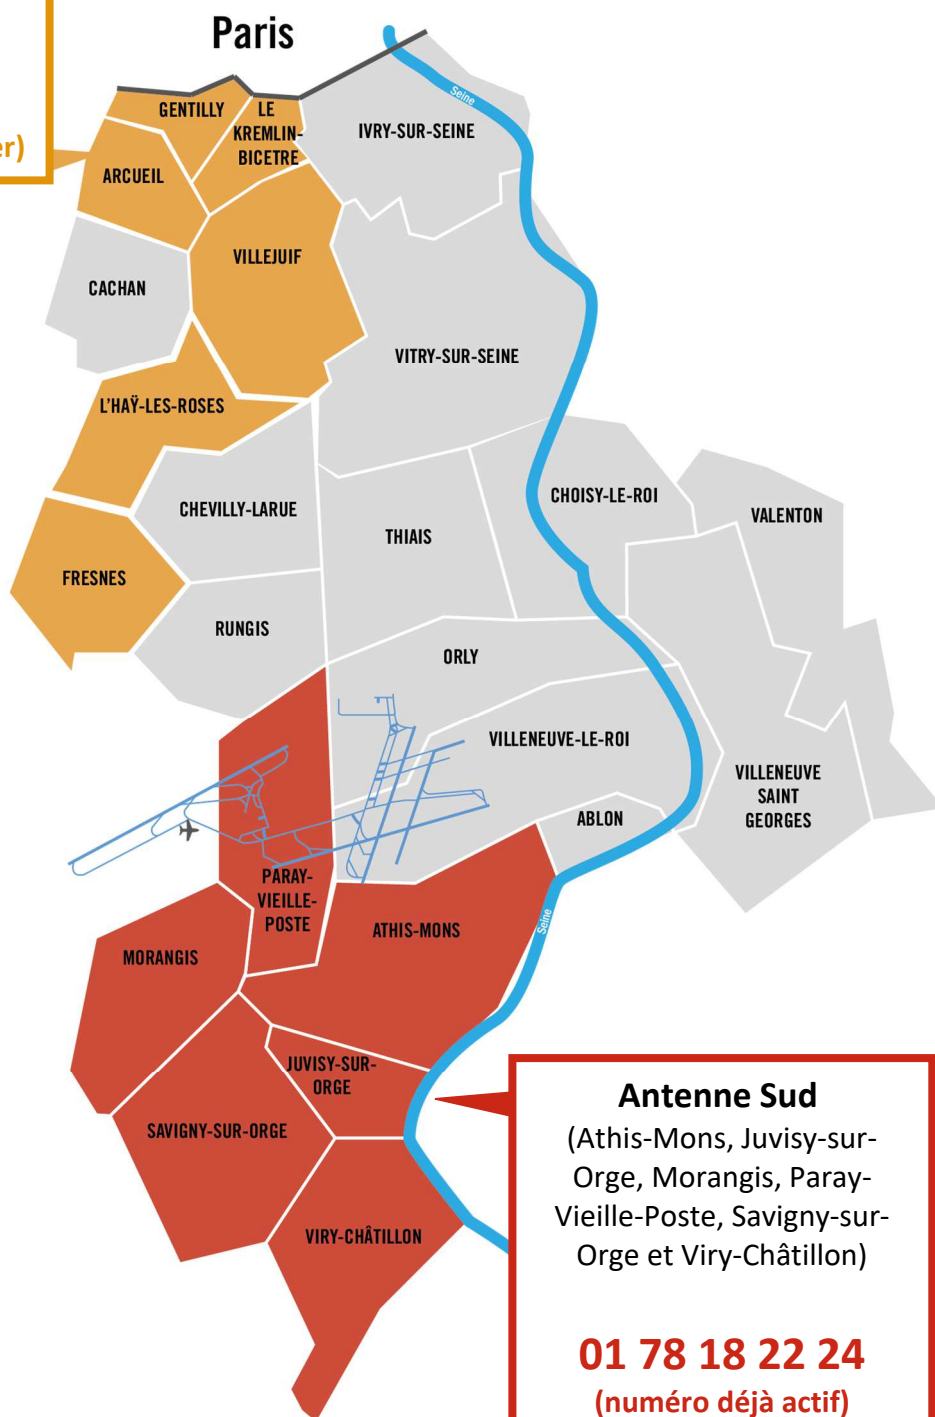 Paris
er)
Seine
GENTILLY
LE
KREMLIN-
BICETRE
IVRY-SUR-SEINE
ARCUEIL
VILLEJUIF
CACHAN
VITRY-SUR-SEINE
L'HAŸ-LES-ROSES
CHOISY-LE-ROI
CHEVILLY-LARUE
VALENTON
THIAIS
FRESNES
RUNGIS
ORLY
VILLENEUVE-LE-ROI
VILLENEUVE
SAINT
GEORGES
ABLON
PARAY-
VIEILLE-
POSTE
ATHIS-MONS
Seine
MORANGIS
JUVISY-SUR-
ORGE
SAVIGNY-SUR-ORGE
VIRY-CHÂTILLON
Antenne Sud
(Athis-Mons, Juvisy-sur-
Orge, Morangis, Paray-
Vieille-Poste, Savigny-sur-
Orge et Viry-Châtillon)
01 78 18 22 24
(numéro déjà actif)